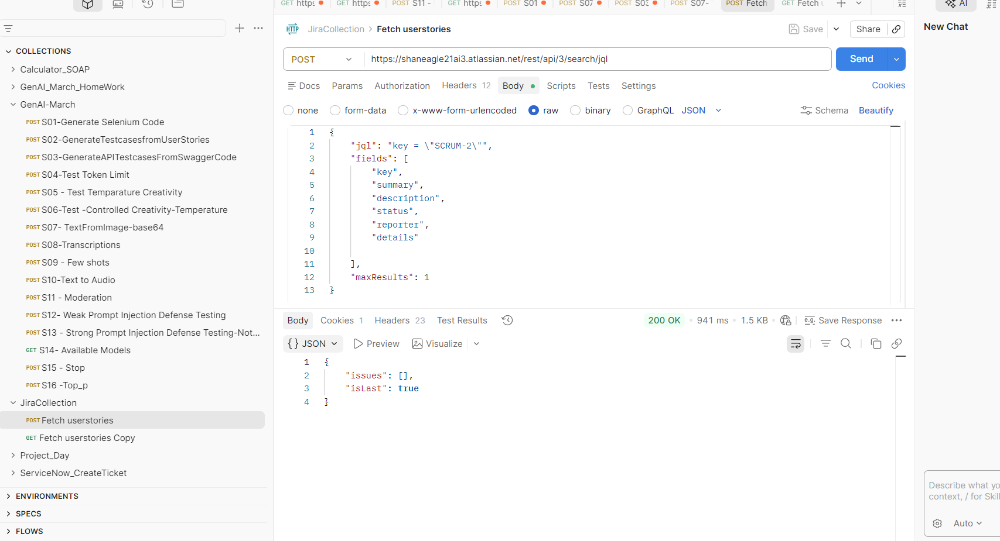 GET https
GET https
POST S11 -
GET https
POST S01
POST S07
POST S03
POST S07-
POST Fetch
GET Fetch u
AI
COLLECTIONS
Calculator_SOAP
GenAI_March_HomeWork
GenAI-March
POST S01-Generate Selenium Code
POST S02-GenerateTestcasesfromUserStories
POST S03-GenerateAPITestcasesFromSwaggerCode
POST S04-Test Token Limit
POST S05 - Test Temparature Creativity
POST S06-Test -Controlled Creativity-Temperature
POST S07- TextFromImage-base64
POST S08-Transcriptions
POST S09 - Few shots
POST S10-Text to Audio
POST S11 - Moderation
POST S12- Weak Prompt Injection Defense Testing
POST S13 - Strong Prompt Injection Defense Testing-Not...
GET S14- Available Models
POST S15 - Stop
POST S16 -Top_p
JiraCollection
POST Fetch userstories
GET Fetch userstories Copy
Project_Day
ServiceNow_CreateTicket
ENVIRONMENTS
SPECS
FLOWS
HTTP JiraCollection > Fetch userstories
Save
Share
POST
https://shaneagle21ai3.atlassian.net/rest/api/3/search/jql
Send
Docs Params Authorization Headers 12 Body Scripts Tests Settings
Cookies
none form-data x-www-form-urlencoded raw binary GraphQL JSON
Schema Beautify
1 {
2 "jql": "key = \"SCRUM-2\"",
3 "fields": [
4 "key",
5 "summary",
6 "description",
7 "status",
8 "reporter",
9 "details"
10
11 ],
12 "maxResults": 1
13 }
Body Cookies 1 Headers 23 Test Results
200 OK • 941 ms • 1.5 KB •
e.g. Save Response
{} JSON Preview Visualize
1 {
2 "issues": [],
3 "isLast": true
4 }
New Chat
Describe what yo
context, / for Skil
Auto